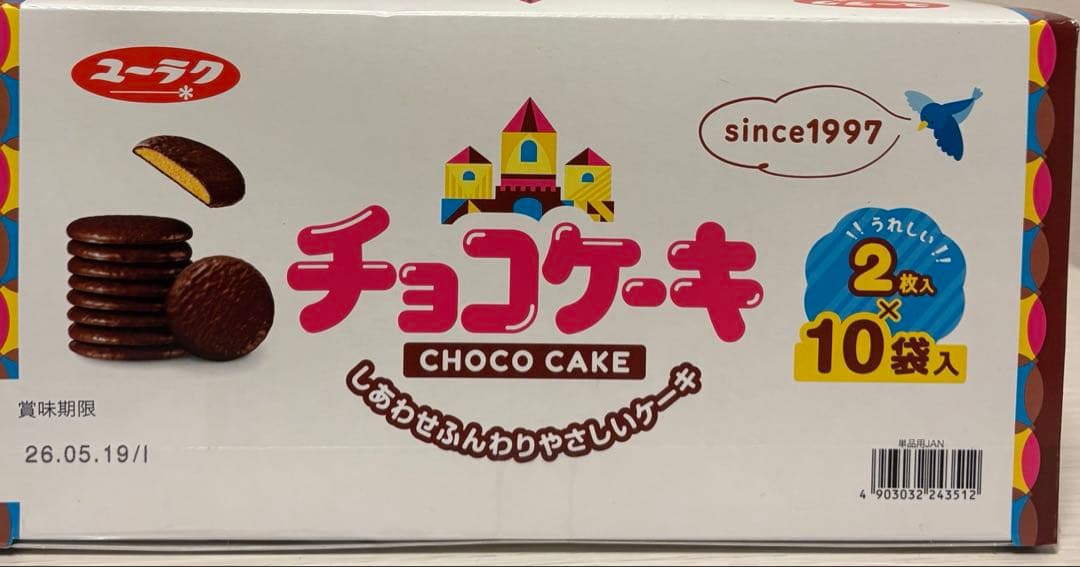 ユーラク
since1997
チョコケーキ
CHOCO CAKE
しあわせふんわりやさしいケーキ
!!うれしい!!
2枚入
×
10袋入
賞味期限
26.05.19/I
単品用JAN
4 903032 243512